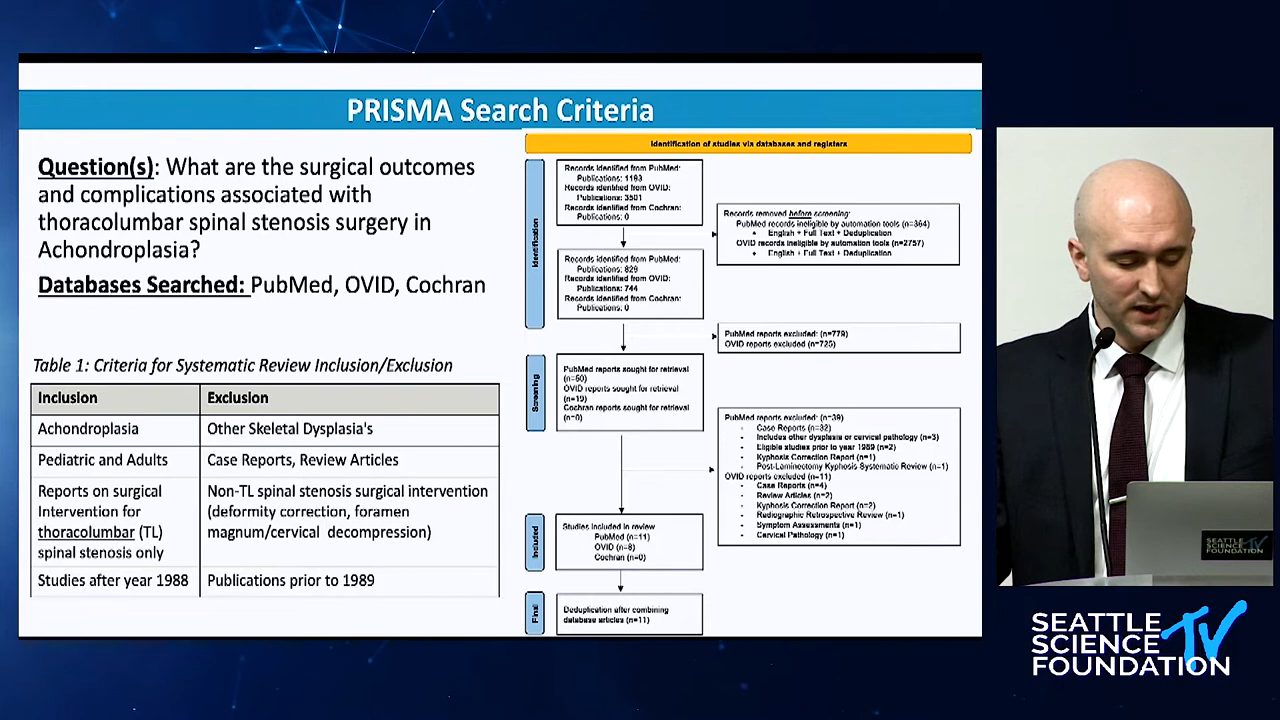 PRISMA Search Criteria
Question(s): What are the surgical outcomes
and complications associated with
thoracolumbar spinal stenosis surgery in
Achondroplasia?
Databases Searched: PubMed, OVID, Cochran
Table 1: Criteria for Systematic Review Inclusion/Exclusion
Inclusion Exclusion
Achondroplasia Other Skeletal Dysplasia's
Pediatric and Adults Case Reports, Review Articles
Reports on surgical Non-TL spinal stenosis surgical intervention
Intervention for (deformity correction, foramen
thoracolumbar (TL) magnum/cervical decompression)
spinal stenosis only
Studies after year 1988 Publications prior to 1989
Identification of studies via databases and registers
Identification
Records identified from PubMed:
Publications: 1193
Records identified from OVID:
Publications: 3501
Records identified from Cochran:
Publications: 0
Records removed before screening:
PubMed records ineligible by automation tools (n=364)
• English + Full Text + Deduplication
OVID records ineligible by automation tools (n=2757)
• English + Full Text + Deduplication
Records identified from PubMed:
Publications: 829
Records identified from OVID:
Publications: 744
Records identified from Cochran:
Publications: 0
PubMed reports excluded: (n=779)
OVID reports excluded (n=725)
Screening
PubMed reports sought for retrieval
(n=50)
OVID reports sought for retrieval
(n=19)
Cochran reports sought for retrieval
(n=0)
PubMed reports excluded: (n=39)
- Case Reports (n=32)
- Includes other dysplasia or cervical pathology (n=3)
- Eligible studies prior to year 1989 (n=2)
- Kyphosis Correction Report (n=1)
- Post-Laminectomy Kyphosis Systematic Review (n=1)
OVID reports excluded (n=11)
- Case Reports (n=4)
- Review Articles (n=2)
- Kyphosis Correction Report (n=2)
- Radiographic Retrospective Review (n=1)
- Symptom Assessments (n=1)
- Cervical Pathology (n=1)
Included
Studies included in review
PubMed (n=11)
OVID (n=8)
Cochran (n=0)
Final
Deduplication after combining
database articles (n=11)
SEATTLE
SCIENCE TV
FOUNDATION
SEATTLE
SCIENCE TV
FOUNDATION